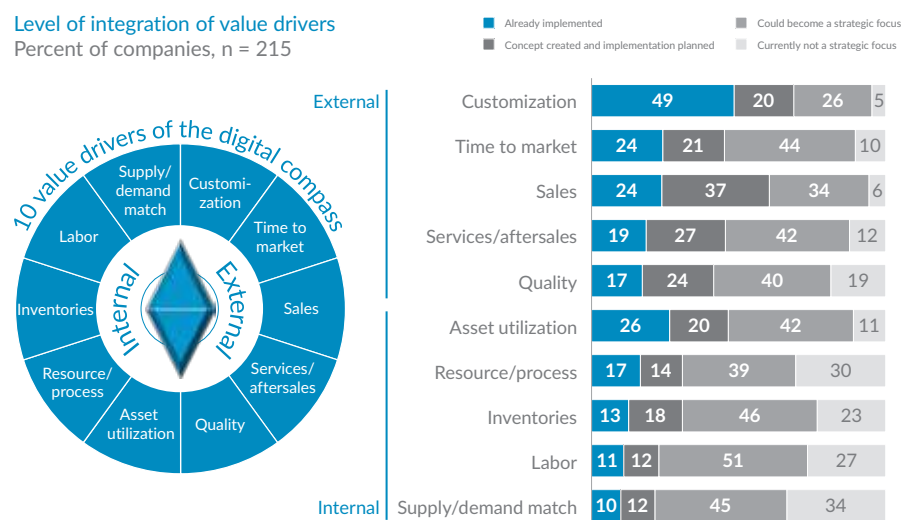 Level of integration of value drivers
Percent of companies, n = 215
Already implemented
Concept created and implementation planned
Could become a strategic focus
Currently not a strategic focus
10 value drivers of the digital compass
Supply/
demand
match
Customi-
zation
Time to
market
Sales
Services/
aftersales
Quality
Asset
utilization
Resource/
process
Inventories
Labor
Internal
External
External
Customization 49 20 26 5
Time to market 24 21 44 10
Sales 24 37 34 6
Services/aftersales 19 27 42 12
Quality 17 24 40 19
Asset utilization 26 20 42 11
Resource/process 17 14 39 30
Inventories 13 18 46 23
Labor 11 12 51 27
Internal
Supply/demand match 10 12 45 34